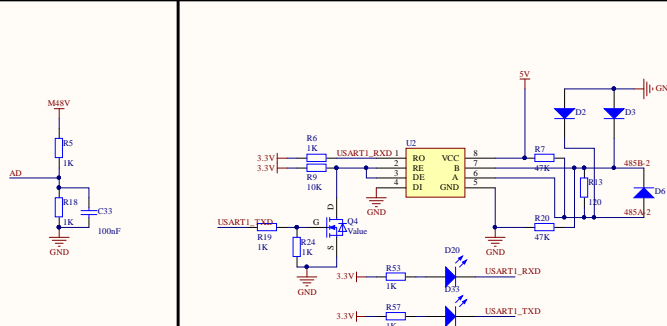 M48V
R5
1K
AD
R18
1K
C33
100nF
GND
5V
D2
D3
R6
1K
3.3V
USART1_RXD
3.3V
R9
10K
U2
1 RO VCC 8
2 RE B 7
3 DE A 6
4 DI GND 5
R7
47K
485B-2
R13
120
D6
485A-2
GND
R20
47K
GND
USART1_TXD
R19
1K
R24
1K
G
D
S
Q4
Value
GND
D20
3.3V
R53
1K
USART1_RXD
D33
3.3V
R57
USART1_TXD